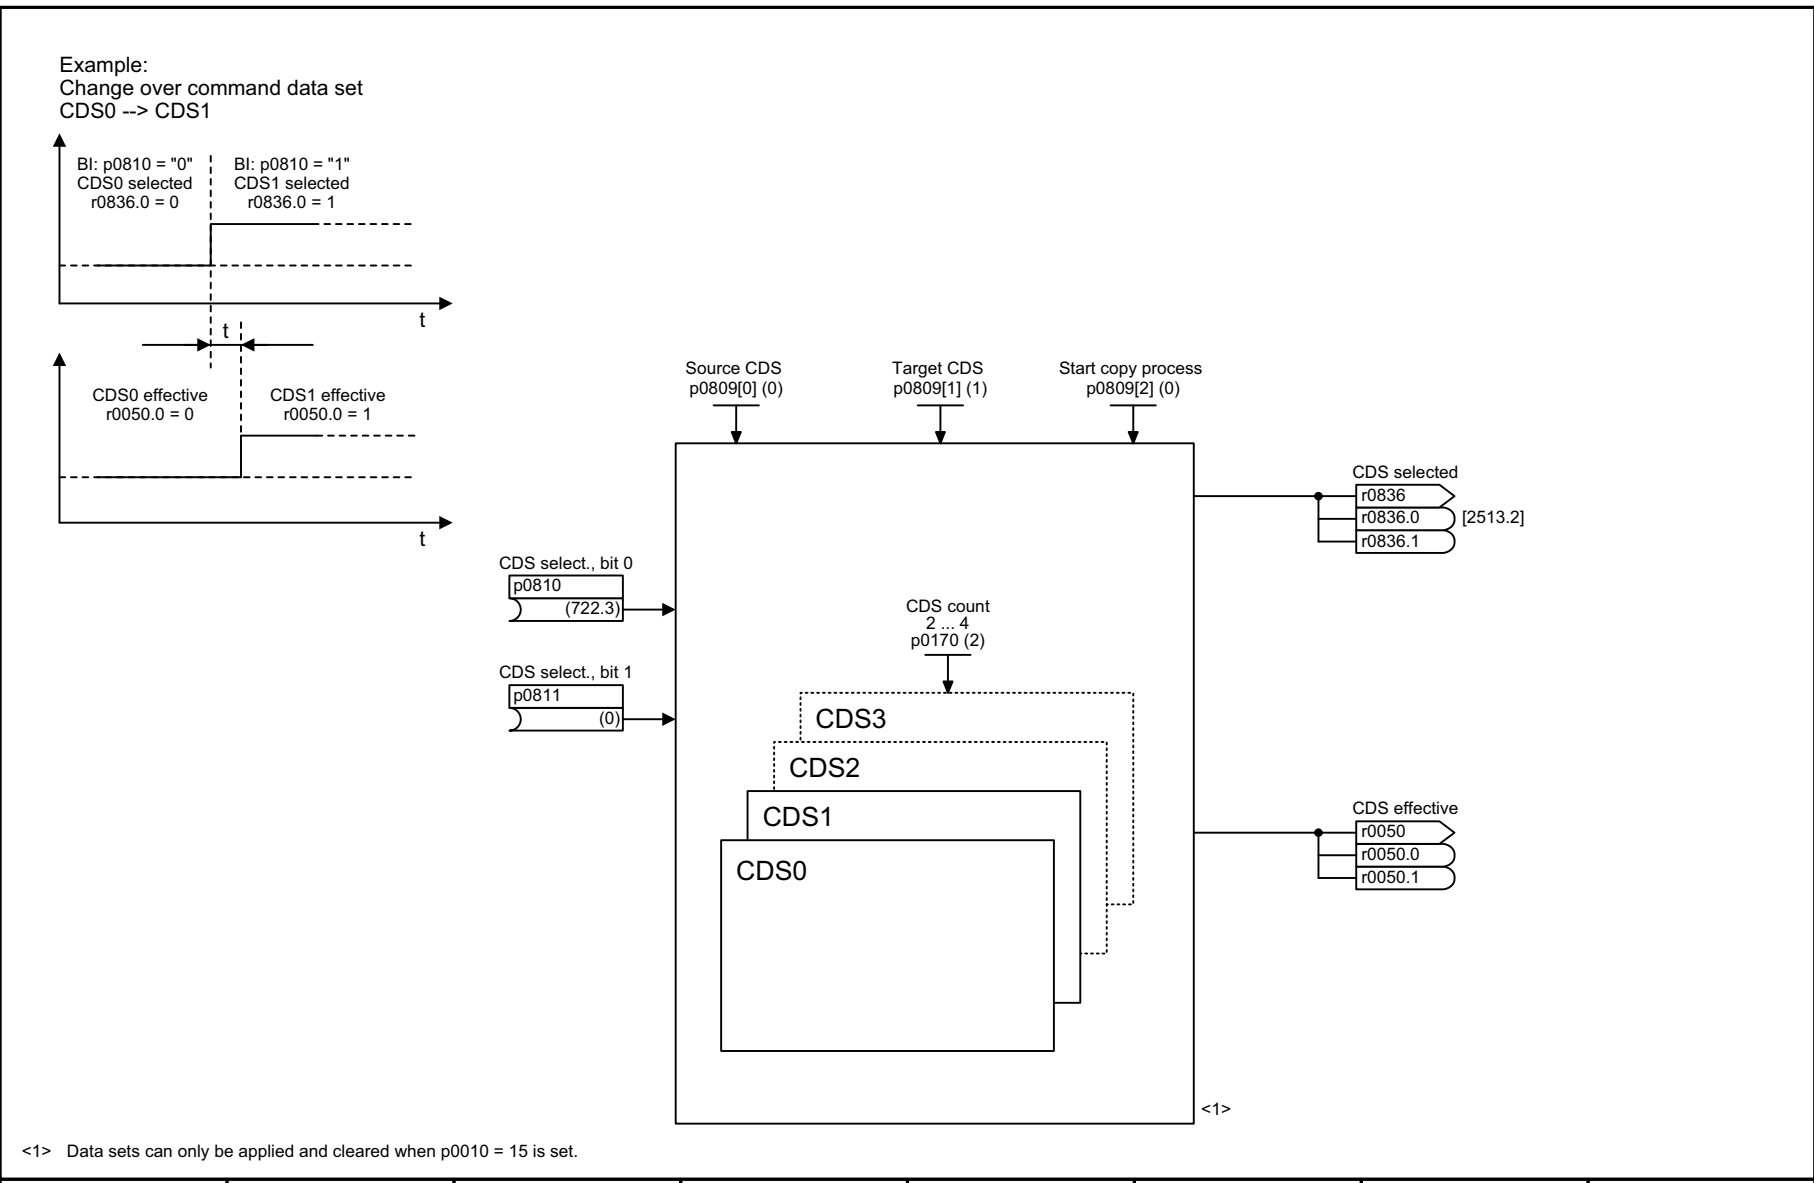 Example:
Change over command data set
CDS0 --> CDS1
BI: p0810 = "0"
CDS0 selected
r0836.0 = 0
BI: p0810 = "1"
CDS1 selected
r0836.0 = 1
t
t
CDS0 effective
r0050.0 = 0
CDS1 effective
r0050.0 = 1
t
Source CDS
p0809[0] (0)
Target CDS
p0809[1] (1)
Start copy process
p0809[2] (0)
CDS selected
r0836
r0836.0
[2513.2]
r0836.1
CDS select., bit 0
p0810
(722.3)
CDS select., bit 1
p0811
(0)
CDS count
2 ... 4
p0170 (2)
CDS3
CDS2
CDS1
CDS0
CDS effective
r0050
r0050.0
r0050.1
<1>
<1> Data sets can only be applied and cleared when p0010 = 15 is set.